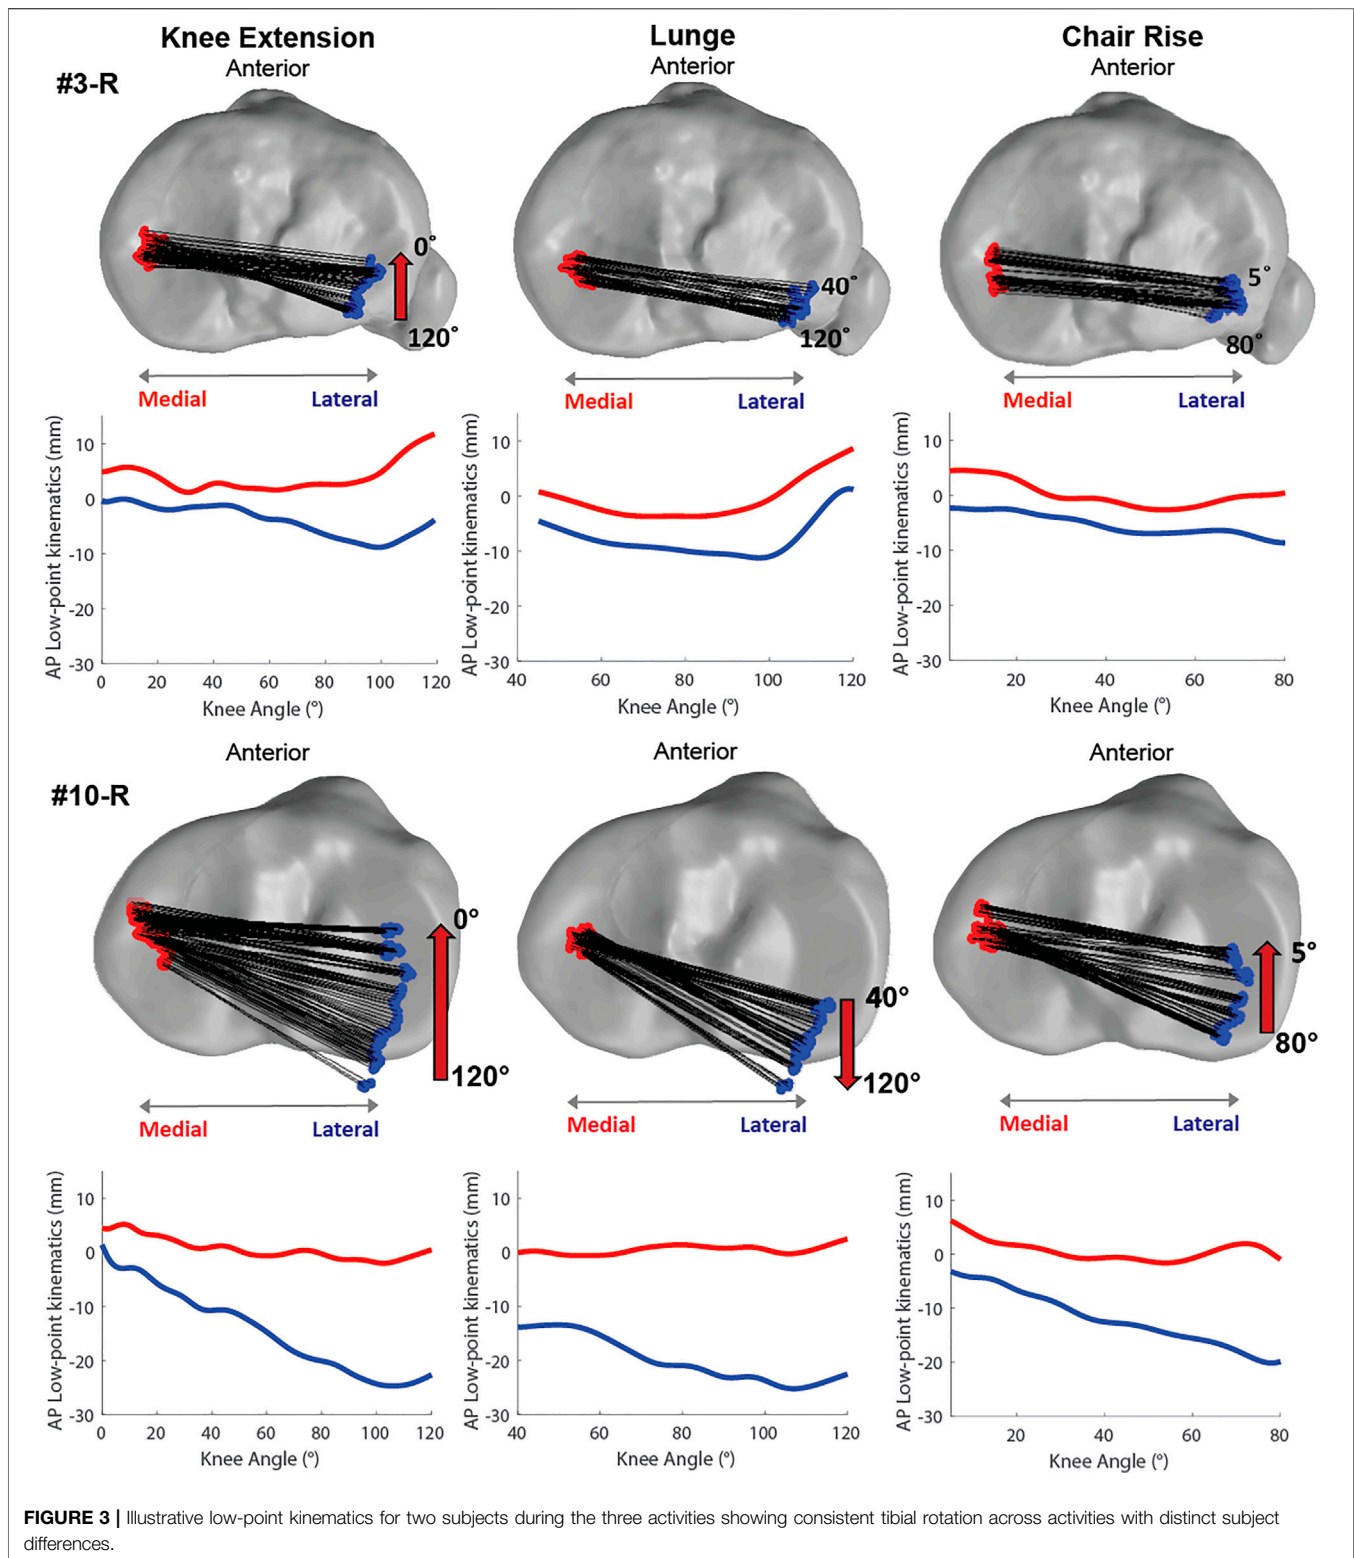 Knee Extension Lunge Chair Rise
Anterior Anterior Anterior
#3-R
0˚ 40˚ 5˚
120˚ 120˚ 80˚
Medial Lateral Medial Lateral Medial Lateral
AP Low-point kinematics (mm)
10
0
-10
-20
-30
0 20 40 60 80 100 120
Knee Angle (°)
AP Low-point kinematics (mm)
10
0
-10
-20
-30
40 60 80 100 120
Knee Angle (°)
AP Low-point kinematics (mm)
10
0
-10
-20
-30
20 40 60 80
Knee Angle (°)
Anterior Anterior Anterior
#10-R
0° 40° 5°
120° 120° 80°
Medial Lateral Medial Lateral Medial Lateral
AP Low-point kinematics (mm)
10
0
-10
-20
-30
0 20 40 60 80 100 120
Knee Angle (°)
AP Low-point kinematics (mm)
10
0
-10
-20
-30
40 60 80 100 120
Knee Angle (°)
AP Low-point kinematics (mm)
10
0
-10
-20
-30
20 40 60 80
Knee Angle (°)
FIGURE 3 | Illustrative low-point kinematics for two subjects during the three activities showing consistent tibial rotation across activities with distinct subject
differences.